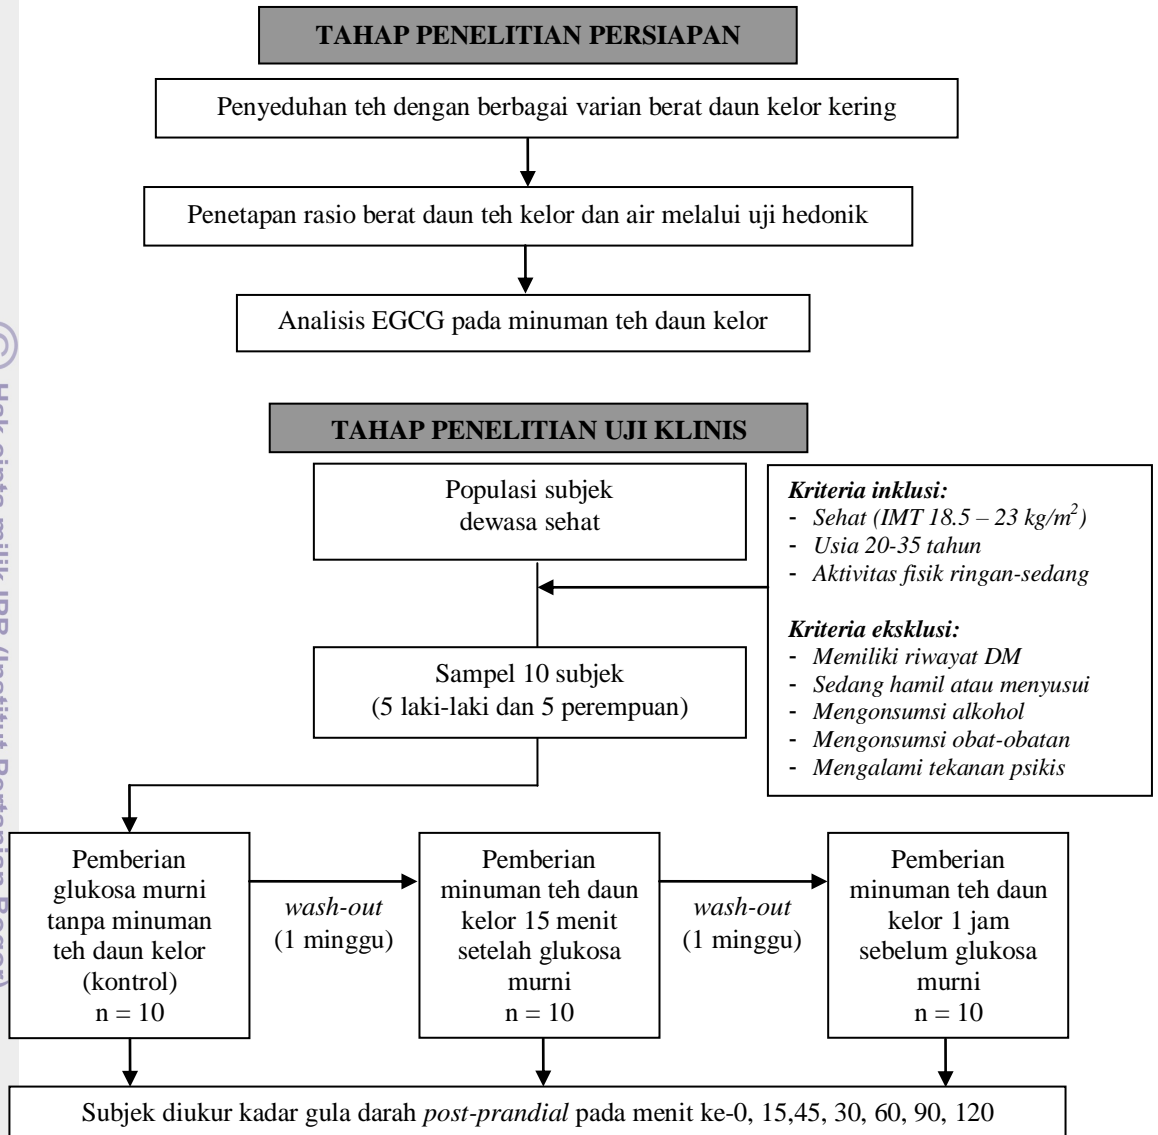 TAHAP PENELITIAN PERSIAPAN
Penyeduhan teh dengan berbagai varian berat daun kelor kering
Penetapan rasio berat daun teh kelor dan air melalui uji hedonik
Analisis EGCG pada minuman teh daun kelor
TAHAP PENELITIAN UJI KLINIS
Populasi subjek
dewasa sehat
Kriteria inklusi:
- Sehat (IMT 18.5 – 23 kg/m²)
- Usia 20-35 tahun
- Aktivitas fisik ringan-sedang
Kriteria eksklusi:
- Memiliki riwayat DM
- Sedang hamil atau menyusui
- Mengonsumsi alkohol
- Mengonsumsi obat-obatan
- Mengalami tekanan psikis
Sampel 10 subjek
(5 laki-laki dan 5 perempuan)
Pemberian
glukosa murni
tanpa minuman
teh daun kelor
(kontrol)
n = 10
wash-out
(1 minggu)
Pemberian
minuman teh daun
kelor 15 menit
setelah glukosa
murni
n = 10
wash-out
(1 minggu)
Pemberian
minuman teh daun
kelor 1 jam
sebelum glukosa
murni
n = 10
Subjek diukur kadar gula darah post-prandial pada menit ke-0, 15,45, 30, 60, 90, 120
© Hak cipta milik IPB (Institut Pertanian Bogor)